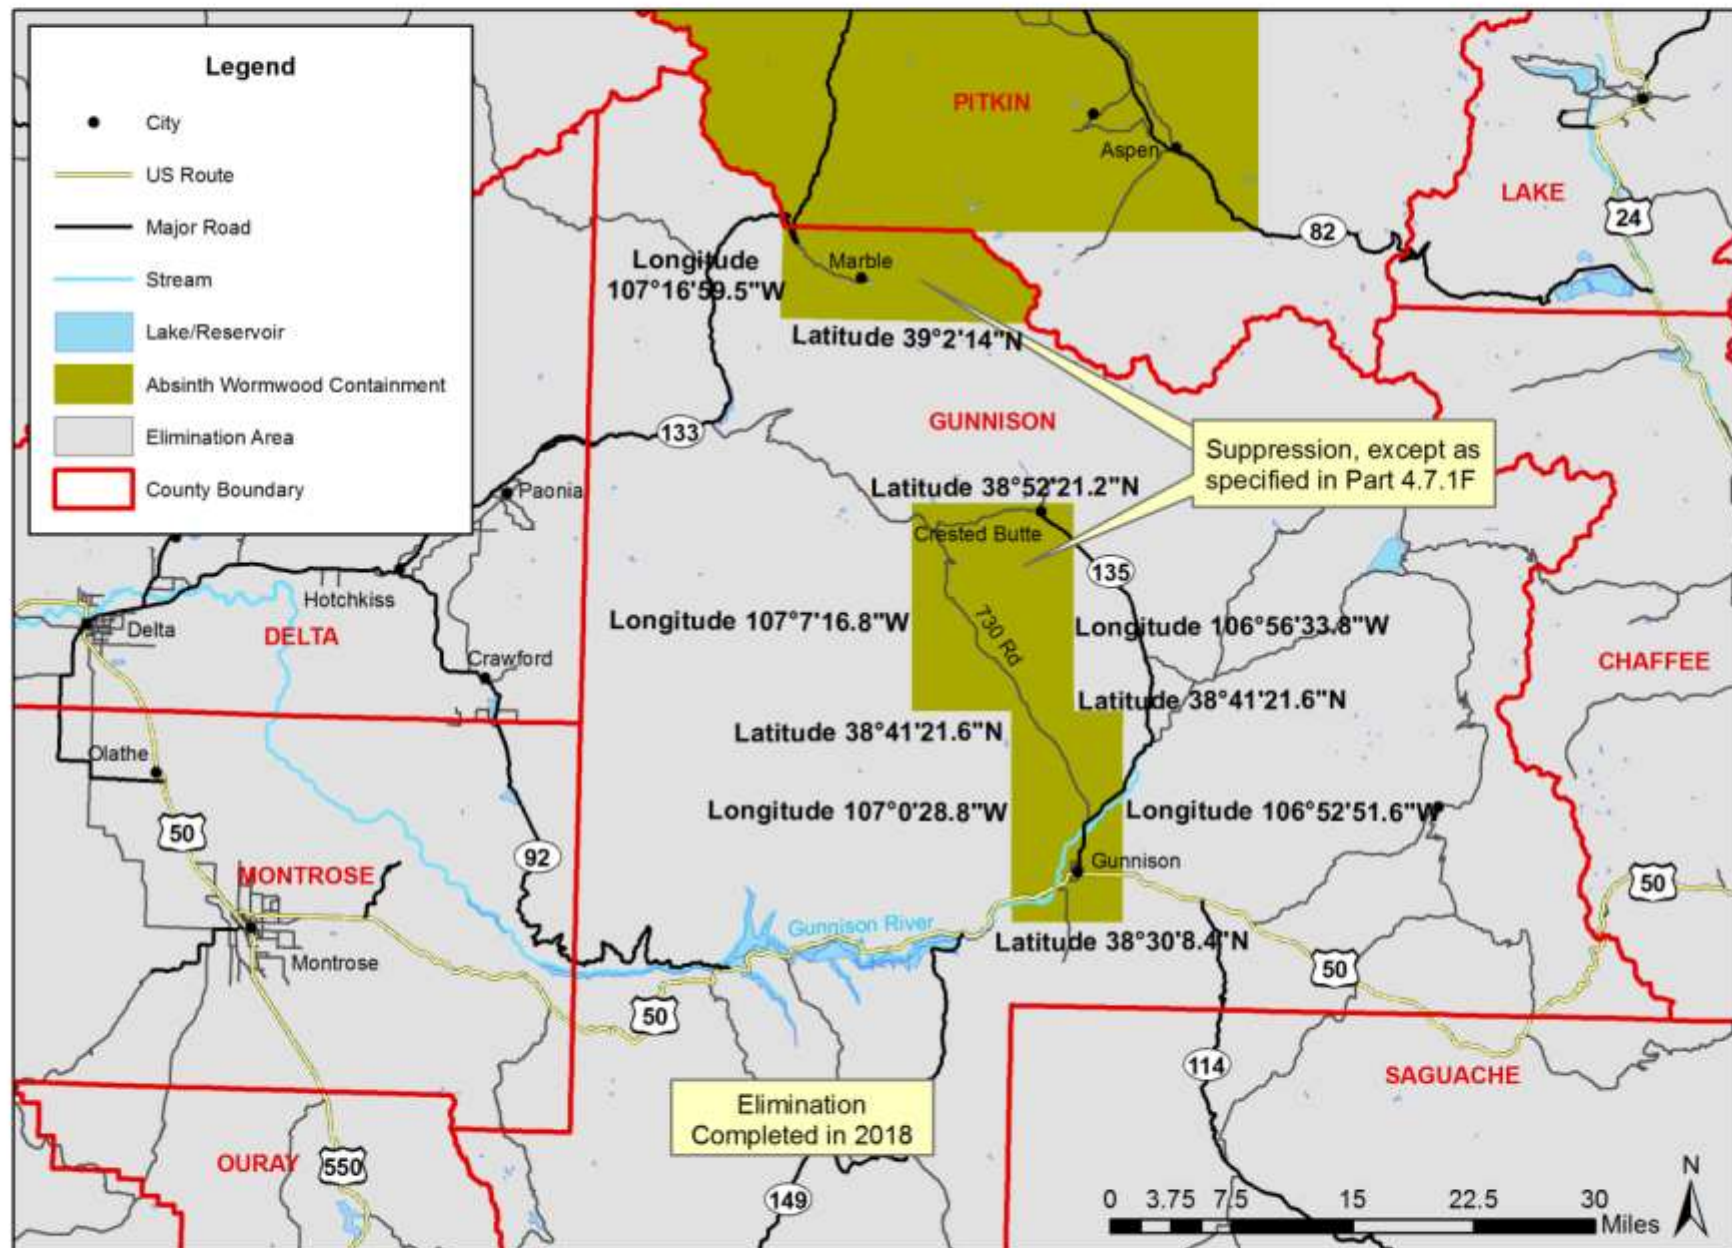 Legend
City
US Route
Major Road
Stream
Lake/Reservoir
Absinth Wormwood Containment
Elimination Area
County Boundary
PITKIN
Aspen
LAKE
24
82
Marble
Longitude
107°16'59.5"W
Latitude 39°2'14"N
GUNNISON
133
Suppression, except as
specified in Part 4.7.1F
Latitude 38°52'21.2"N
Paonia
Crested Butte
135
Hotchkiss
Delta
DELTA
Longitude 107°7'16.8"W
730 Rd
Longitude 106°56'33.8"W
Crawford
CHAFFEE
Latitude 38°41'21.6"N
Latitude 38°41'21.6"N
Olathe
50
Longitude 107°0'28.8"W
Longitude 106°52'51.6"W
92
Gunnison
MONTROSE
50
Gunnison River
Latitude 38°30'8.4"N
Montrose
50
50
114
SAGUACHE
Elimination
Completed in 2018
OURAY
550
149
N
0 3.75 7.5 15 22.5 30
Miles